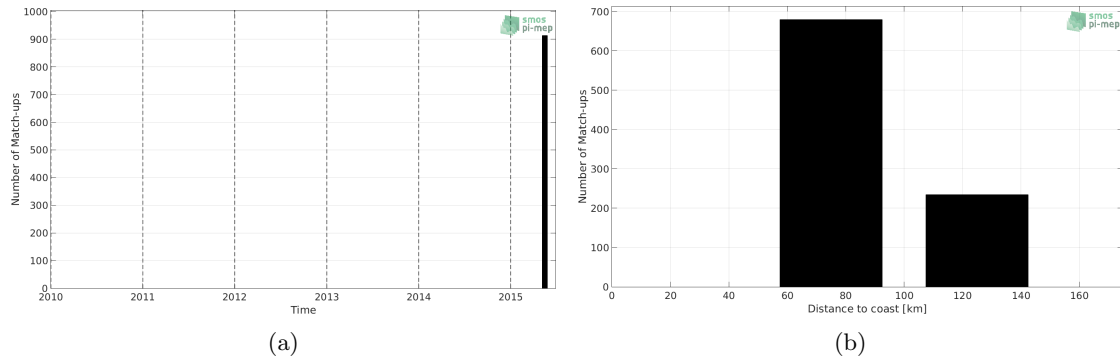 1000
900
800
700
600
500
400
300
200
100
0
Number of Match-ups
2010 2011 2012 2013 2014 2015
Time
smos
pi-mep
(a)
700
600
500
400
300
200
100
0
Number of Match-ups
0 20 40 60 80 100 120 140 160
Distance to coast [km]
smos
pi-mep
(b)